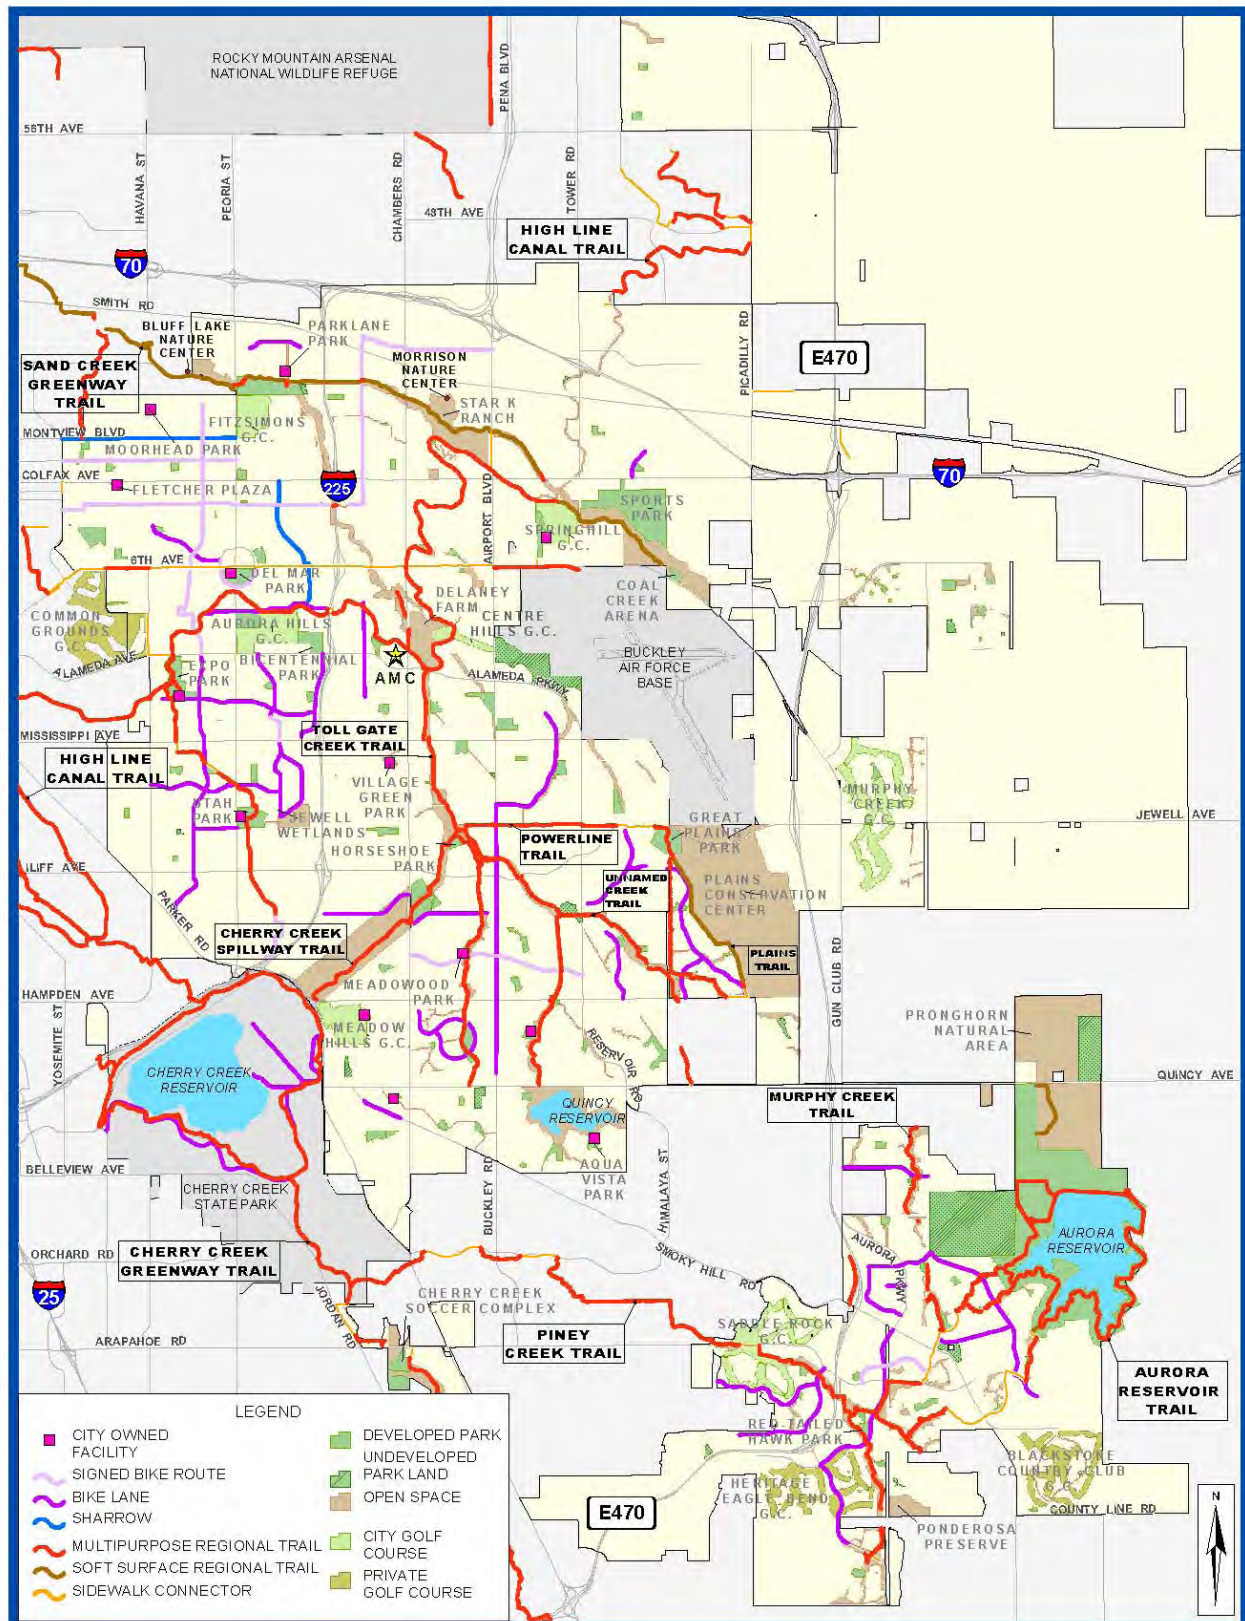 ROCKY MOUNTAIN ARSENAL
NATIONAL WILDLIFE REFUGE
PENA BLVD
56TH AVE
HAVANA ST
PEORIA ST
CHAMBERS RD
TOWER RD
48TH AVE
HIGH LINE
CANAL TRAIL
70
SMITH RD
BLUFF LAKE
NATURE
CENTER
PARKLANE
PARK
PICADILLY RD
E470
SAND CREEK
GREENWAY
TRAIL
MORRISON
NATURE
CENTER
STAR K
RANCH
FITZSIMONS
G.C.
MONTVIEW BLVD
MOORHEAD PARK
COLFAX AVE
FLETCHER PLAZA
225
70
AIRPORT BLVD
SPORTS
PARK
SPRINGHILL
G.C.
6TH AVE
DEL MAR
PARK
DELANEY
FARM
COAL
CREEK
ARENA
COMMON
GROUNDS
G.C.
AURORA HILLS
G.C.
CENTRE
HILLS G.C.
ALAMEDA AVE
EXPO
PARK
BICENTENNIAL
PARK
AMC
ALAMEDA PKWY
BUCKLEY
AIR FORCE
BASE
MISSISSIPPI AVE
TOLL GATE
CREEK TRAIL
HIGH LINE
CANAL TRAIL
VILLAGE
GREEN
PARK
MURPHY
CREEK
G.C.
UTAH
PARK
SEWELL
WETLANDS
HORSESHOE
PARK
POWERLINE
TRAIL
GREAT
PLAINS
PARK
JEWELL AVE
ILIFF AVE
UNNAMED
CREEK
TRAIL
PLAINS
CONSERVATION
CENTER
PARKER RD
CHERRY CREEK
SPILLWAY TRAIL
PLAINS
TRAIL
GUN CLUB RD
HAMPDEN AVE
MEADOWOOD
PARK
YOSEMITE ST
MEADOW
HILLS G.C.
RESERVOIR RD
PRONGHORN
NATURAL
AREA
CHERRY CREEK
RESERVOIR
QUINCY AVE
QUINCY
RESERVOIR
MURPHY CREEK
TRAIL
BELLEVIEW AVE
AQUA
VISTA
PARK
BUCKLEY RD
HIMALAYA ST
CHERRY CREEK
STATE PARK
ORCHARD RD
CHERRY CREEK
GREENWAY TRAIL
SMOKY HILL RD
AURORA PKWY
AURORA
RESERVOIR
25
JORDAN RD
CHERRY CREEK
SOCCER COMPLEX
ARAPAHOE RD
PINEY
CREEK TRAIL
SADDLE ROCK
G.C.
AURORA
RESERVOIR
TRAIL
RED-TAILED
HAWK PARK
BLACKSTONE
COUNTRY CLUB
G.C.
HERITAGE
EAGLE BEND
G.C.
COUNTY LINE RD
E470
PONDEROSA
PRESERVE
N
LEGEND
CITY OWNED
FACILITY
SIGNED BIKE ROUTE
BIKE LANE
SHARROW
MULTIPURPOSE REGIONAL TRAIL
SOFT SURFACE REGIONAL TRAIL
SIDEWALK CONNECTOR
DEVELOPED PARK
UNDEVELOPED
PARK LAND
OPEN SPACE
CITY GOLF
COURSE
PRIVATE
GOLF COURSE